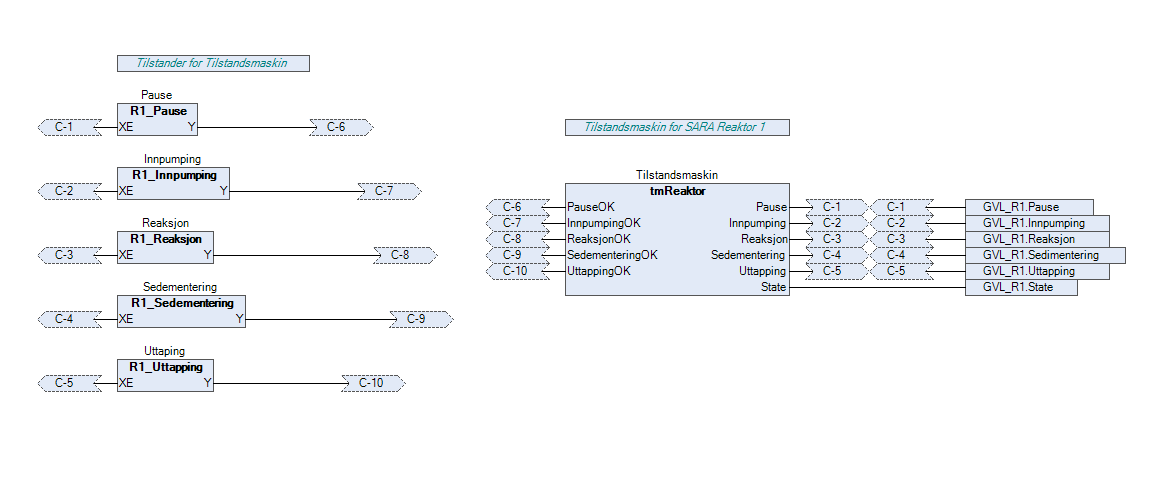 Tilstander for Tilstandsmaskin
Pause
R1_Pause
C-1 XE Y C-6
Innpumping
R1_Innpumping
C-2 XE Y C-7
Reaksjon
R1_Reaksjon
C-3 XE Y C-8
Sedementering
R1_Sedementering
C-4 XE Y C-9
Uttaping
R1_Uttapping
C-5 XE Y C-10
Tilstandsmaskin for SARA Reaktor 1
Tilstandsmaskin
tmReaktor
C-6 PauseOK Pause C-1 C-1 GVL_R1.Pause
C-7 InnpumpingOK Innpumping C-2 C-2 GVL_R1.Innpumping
C-8 ReaksjonOK Reaksjon C-3 C-3 GVL_R1.Reaksjon
C-9 SedementeringOK Sedementering C-4 C-4 GVL_R1.Sedimentering
C-10 UttappingOK Uttapping C-5 C-5 GVL_R1.Uttapping
State GVL_R1.State